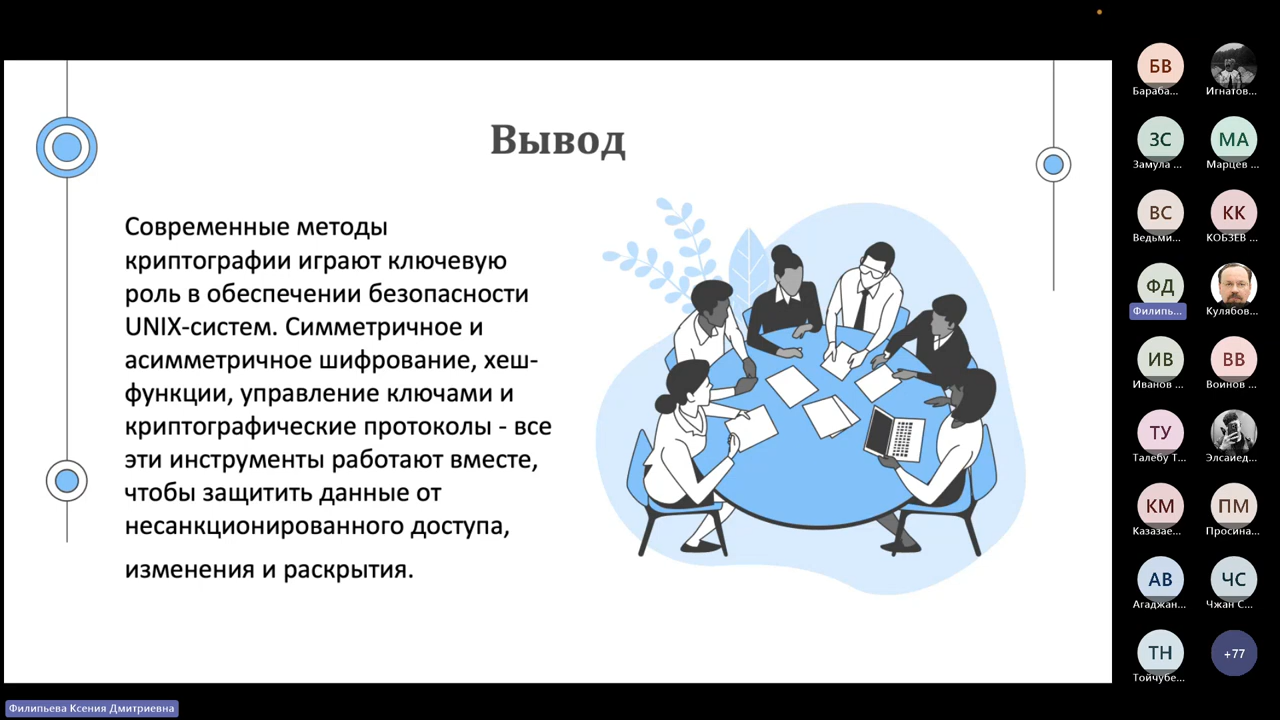 Вывод
Современные методы
криптографии играют ключевую
роль в обеспечении безопасности
UNIX-систем. Симметричное и
асимметричное шифрование, хеш-
функции, управление ключами и
криптографические протоколы - все
эти инструменты работают вместе,
чтобы защитить данные от
несанкционированного доступа,
изменения и раскрытия.
БВ
Бараба...
Игнатов...
ЗС
Замула ...
МА
Марцев ...
ВС
Ведьми...
КК
КОБЗЕВ ...
ФД
Филипь...
Кулябов...
ИВ
Иванов ...
ВВ
Воинов ...
ТУ
Талебу Т...
Элсаиед...
КМ
Казазае...
ПМ
Просина...
АВ
Агаджан...
ЧС
Чжан С...
ТН
Тойчубе...
+77
Филипьева Ксения Дмитриевна